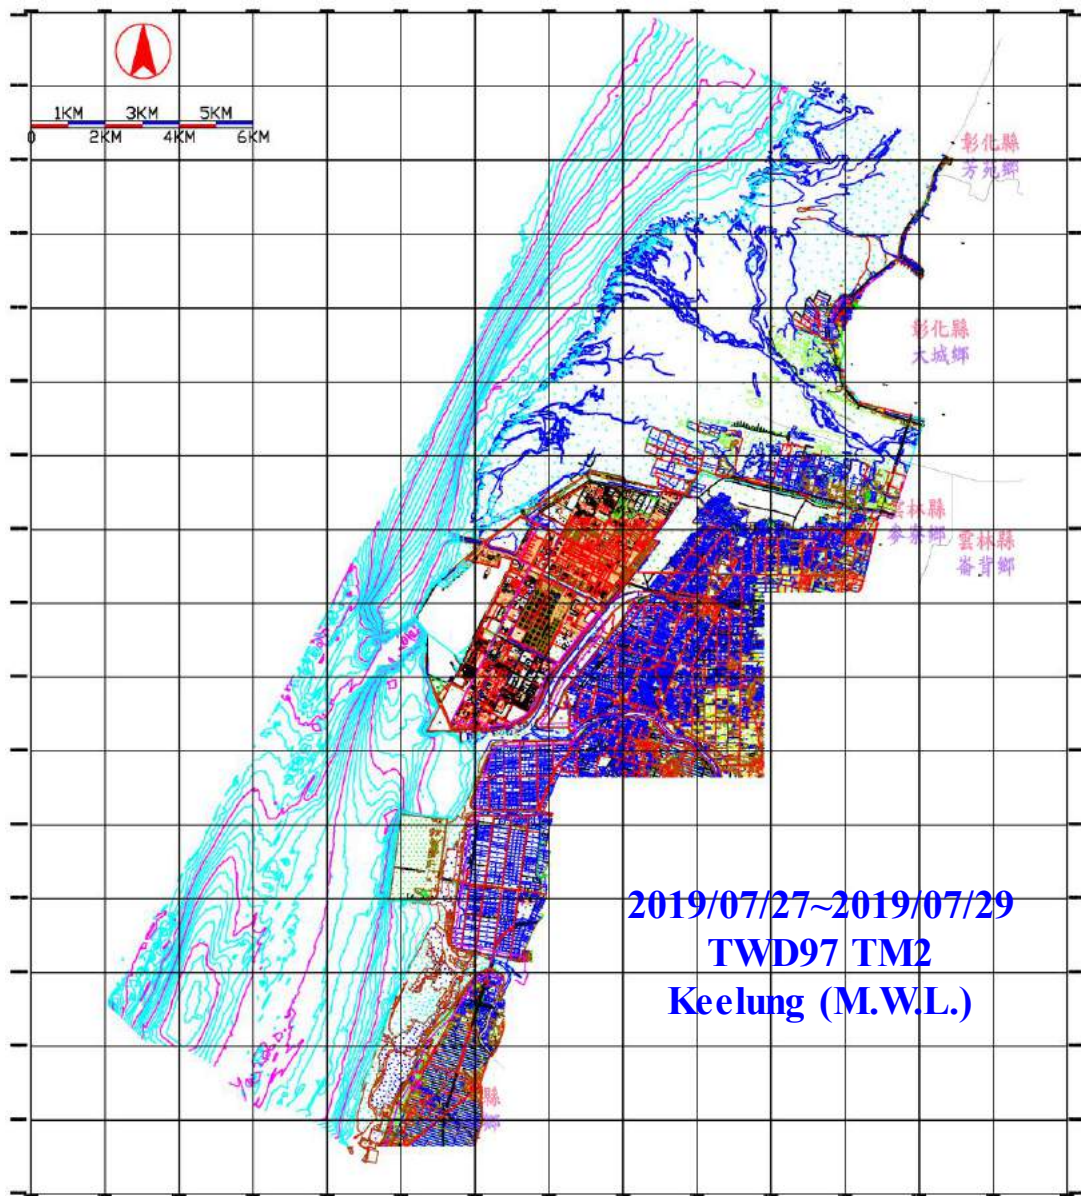 1KM 3KM 5KM
0 2KM 4KM 6KM
彰化縣
芳苑鄉
彰化縣
大城鄉
雲林縣
麥寮鄉
雲林縣
崙背鄉
2019/07/27~2019/07/29
TWD97 TM2
Keelung (M.W.L.)
縣
鄉